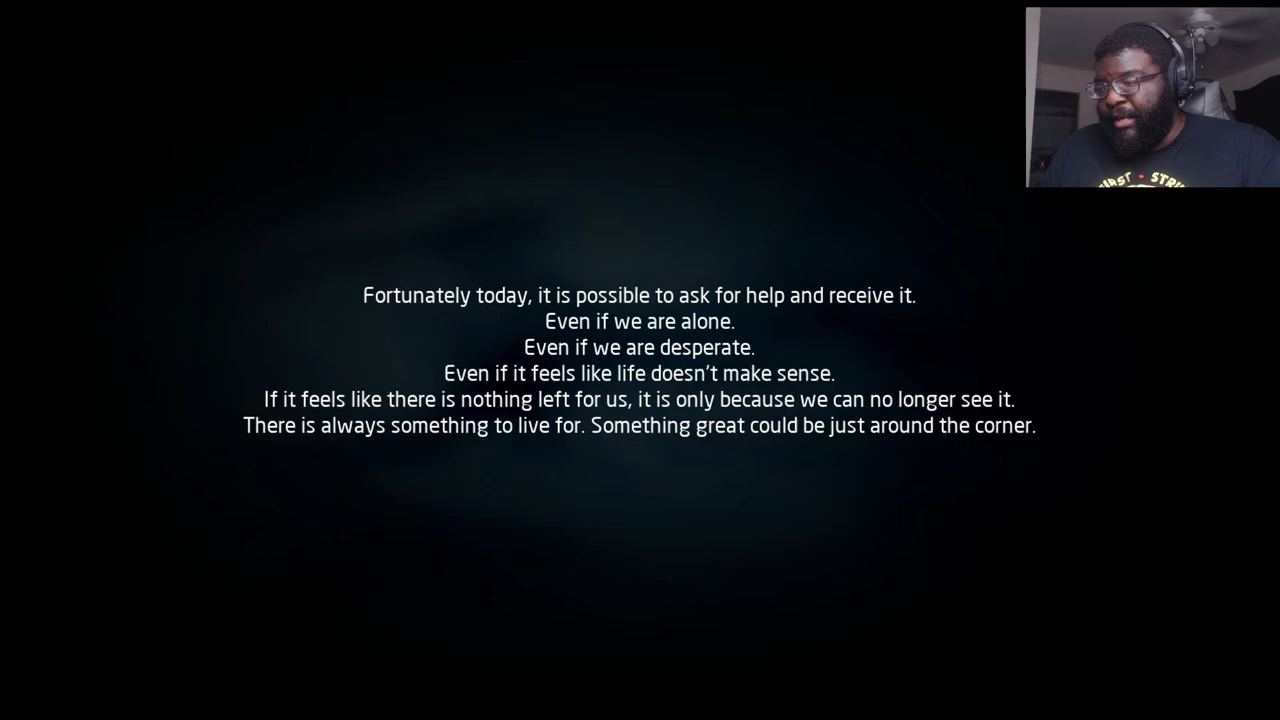 Fortunately today, it is possible to ask for help and receive it.
Even if we are alone.
Even if we are desperate.
Even if it feels like life doesn't make sense.
If it feels like there is nothing left for us, it is only because we can no longer see it.
There is always something to live for. Something great could be just around the corner.